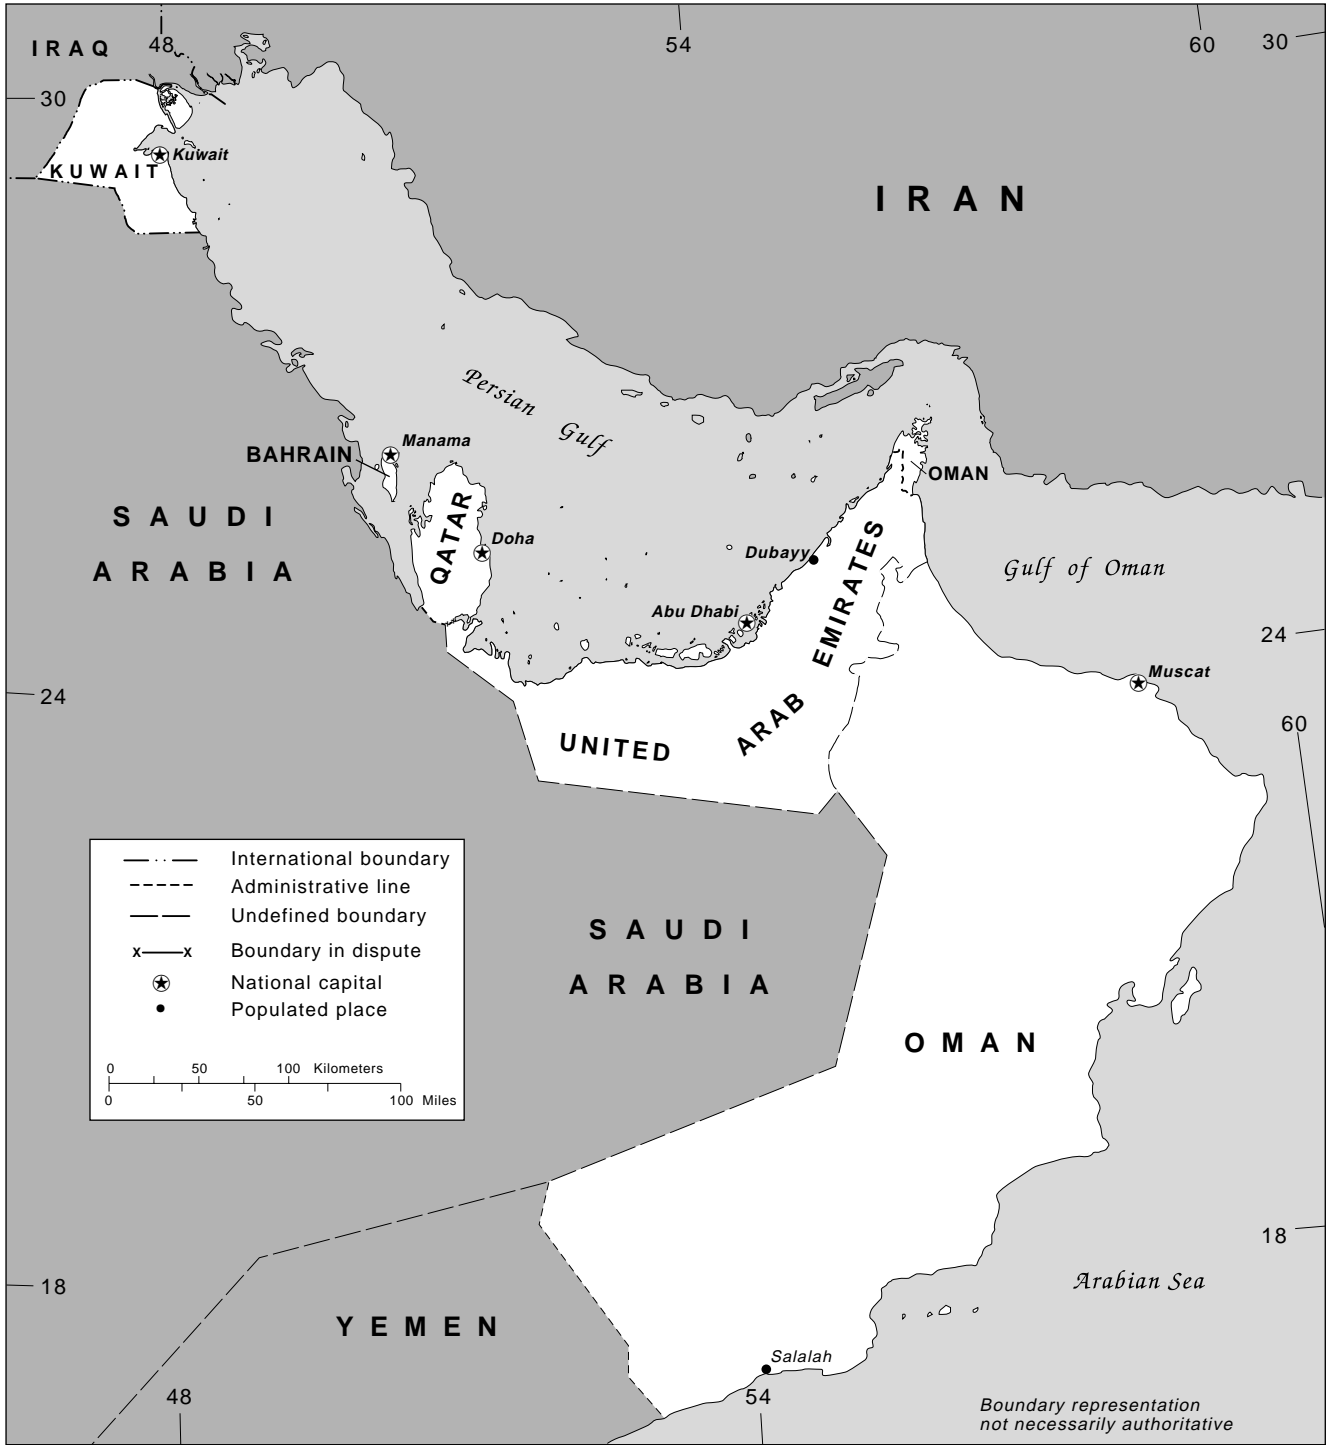 48
54
60
30
IRAQ
30
Kuwait
KUWAIT
IRAN
Persian
Gulf
Manama
BAHRAIN
OMAN
QATAR
Doha
SAUDI
ARABIA
Dubayy
Gulf of Oman
Abu Dhabi
UNITED
ARAB
EMIRATES
24
24
Muscat
60
International boundary
Administrative line
Undefined boundary
x x
Boundary in dispute
National capital
Populated place
0 50 100 Kilometers
0 50 100 Miles
SAUDI
ARABIA
OMAN
18
18
Arabian Sea
YEMEN
Salalah
48
54
Boundary representation
not necessarily authoritative